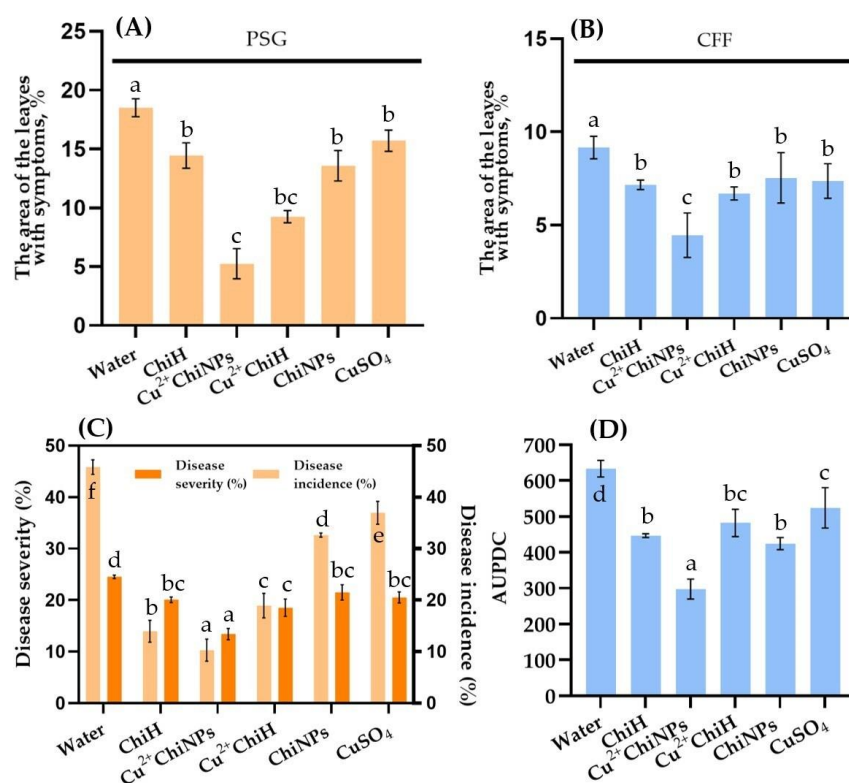 (A)
PSG
The area of the leaves
with symptoms, %
25
20
15
10
5
0
a
b
c
bc
b
b
Water
ChiH
Cu²⁺ChiNPs
Cu²⁺ChiH
ChiNPs
CuSO₄
(B)
CFF
The area of the leaves
with symptoms, %
15
10
5
0
a
b
c
b
b
b
Water
ChiH
Cu²⁺ChiNPs
Cu²⁺ChiH
ChiNPs
CuSO₄
(C)
Disease severity (%)
50
40
30
20
10
0
Disease
severity (%)
Disease
incidence (%)
f
d
b
bc
a
a
c
c
d
bc
e
bc
50
40
30
20
10
0
Disease incidence (%)
Water
ChiH
Cu²⁺ChiNPs
Cu²⁺ChiH
ChiNPs
CuSO₄
(D)
AUPDC
700
600
500
400
300
200
100
0
d
b
a
bc
b
c
Water
ChiH
Cu²⁺ChiNPs
Cu²⁺ChiH
ChiNPs
CuSO₄